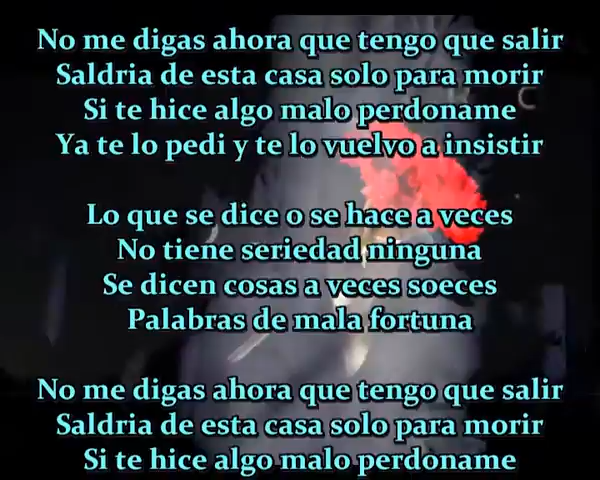 No me digas ahora que tengo que salir
Saldria de esta casa solo para morir
Si te hice algo malo perdoname
Ya te lo pedi y te lo vuelvo a insistir
Lo que se dice o se hace a veces
No tiene seriedad ninguna
Se dicen cosas a veces soeces
Palabras de mala fortuna
No me digas ahora que tengo que salir
Saldria de esta casa solo para morir
Si te hice algo malo perdoname